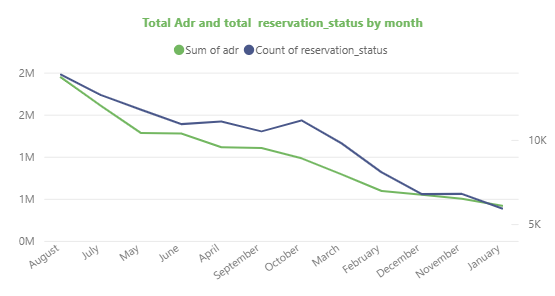 Total Adr and total reservation_status by month
Sum of adr Count of reservation_status
2M
2M
1M
1M
0M
10K
5K
August July May June April September October March February December November January